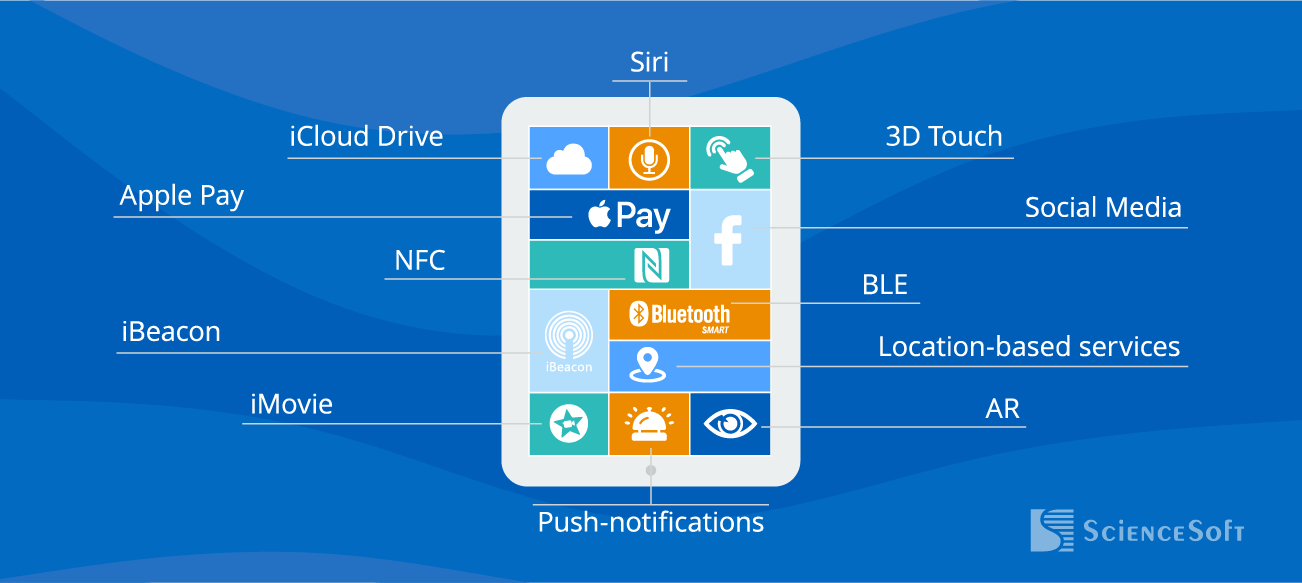 Siri
iCloud Drive
3D Touch
Apple Pay
Pay
Social Media
NFC
BLE
Bluetooth
SMART
iBeacon
iBeacon
Location-based services
iMovie
AR
Push-notifications
ScienceSoft